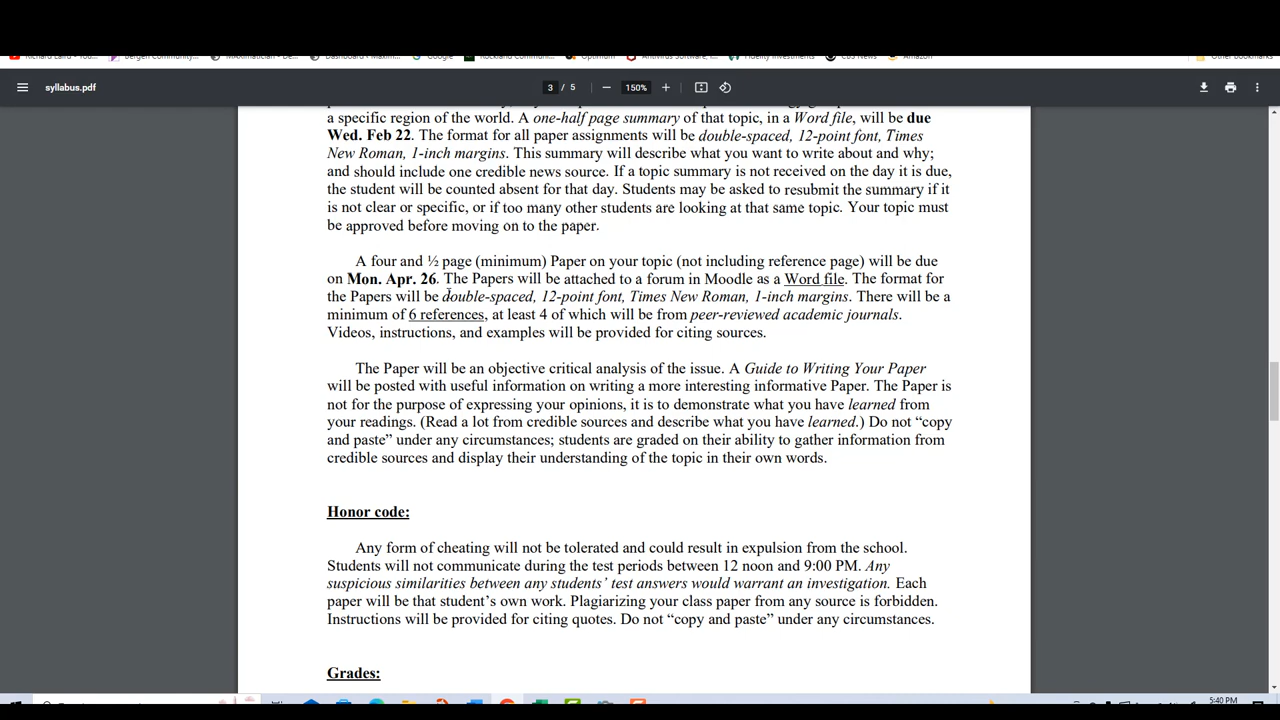 Google
CBS News
Amazon
Other bookmarks
syllabus.pdf
3 / 5
150%
a specific region of the world. A one-half page summary of that topic, in a Word file, will be due
Wed. Feb 22. The format for all paper assignments will be double-spaced, 12-point font, Times
New Roman, 1-inch margins. This summary will describe what you want to write about and why;
and should include one credible news source. If a topic summary is not received on the day it is due,
the student will be counted absent for that day. Students may be asked to resubmit the summary if it
is not clear or specific, or if too many other students are looking at that same topic. Your topic must
be approved before moving on to the paper.
A four and ½ page (minimum) Paper on your topic (not including reference page) will be due
on Mon. Apr. 26. The Papers will be attached to a forum in Moodle as a Word file. The format for
the Papers will be double-spaced, 12-point font, Times New Roman, 1-inch margins. There will be a
minimum of 6 references, at least 4 of which will be from peer-reviewed academic journals.
Videos, instructions, and examples will be provided for citing sources.
The Paper will be an objective critical analysis of the issue. A Guide to Writing Your Paper
will be posted with useful information on writing a more interesting informative Paper. The Paper is
not for the purpose of expressing your opinions, it is to demonstrate what you have learned from
your readings. (Read a lot from credible sources and describe what you have learned.) Do not “copy
and paste” under any circumstances; students are graded on their ability to gather information from
credible sources and display their understanding of the topic in their own words.
Honor code:
Any form of cheating will not be tolerated and could result in expulsion from the school.
Students will not communicate during the test periods between 12 noon and 9:00 PM. Any
suspicious similarities between any students’ test answers would warrant an investigation. Each
paper will be that student’s own work. Plagiarizing your class paper from any source is forbidden.
Instructions will be provided for citing quotes. Do not “copy and paste” under any circumstances.
Grades:
5:40 PM